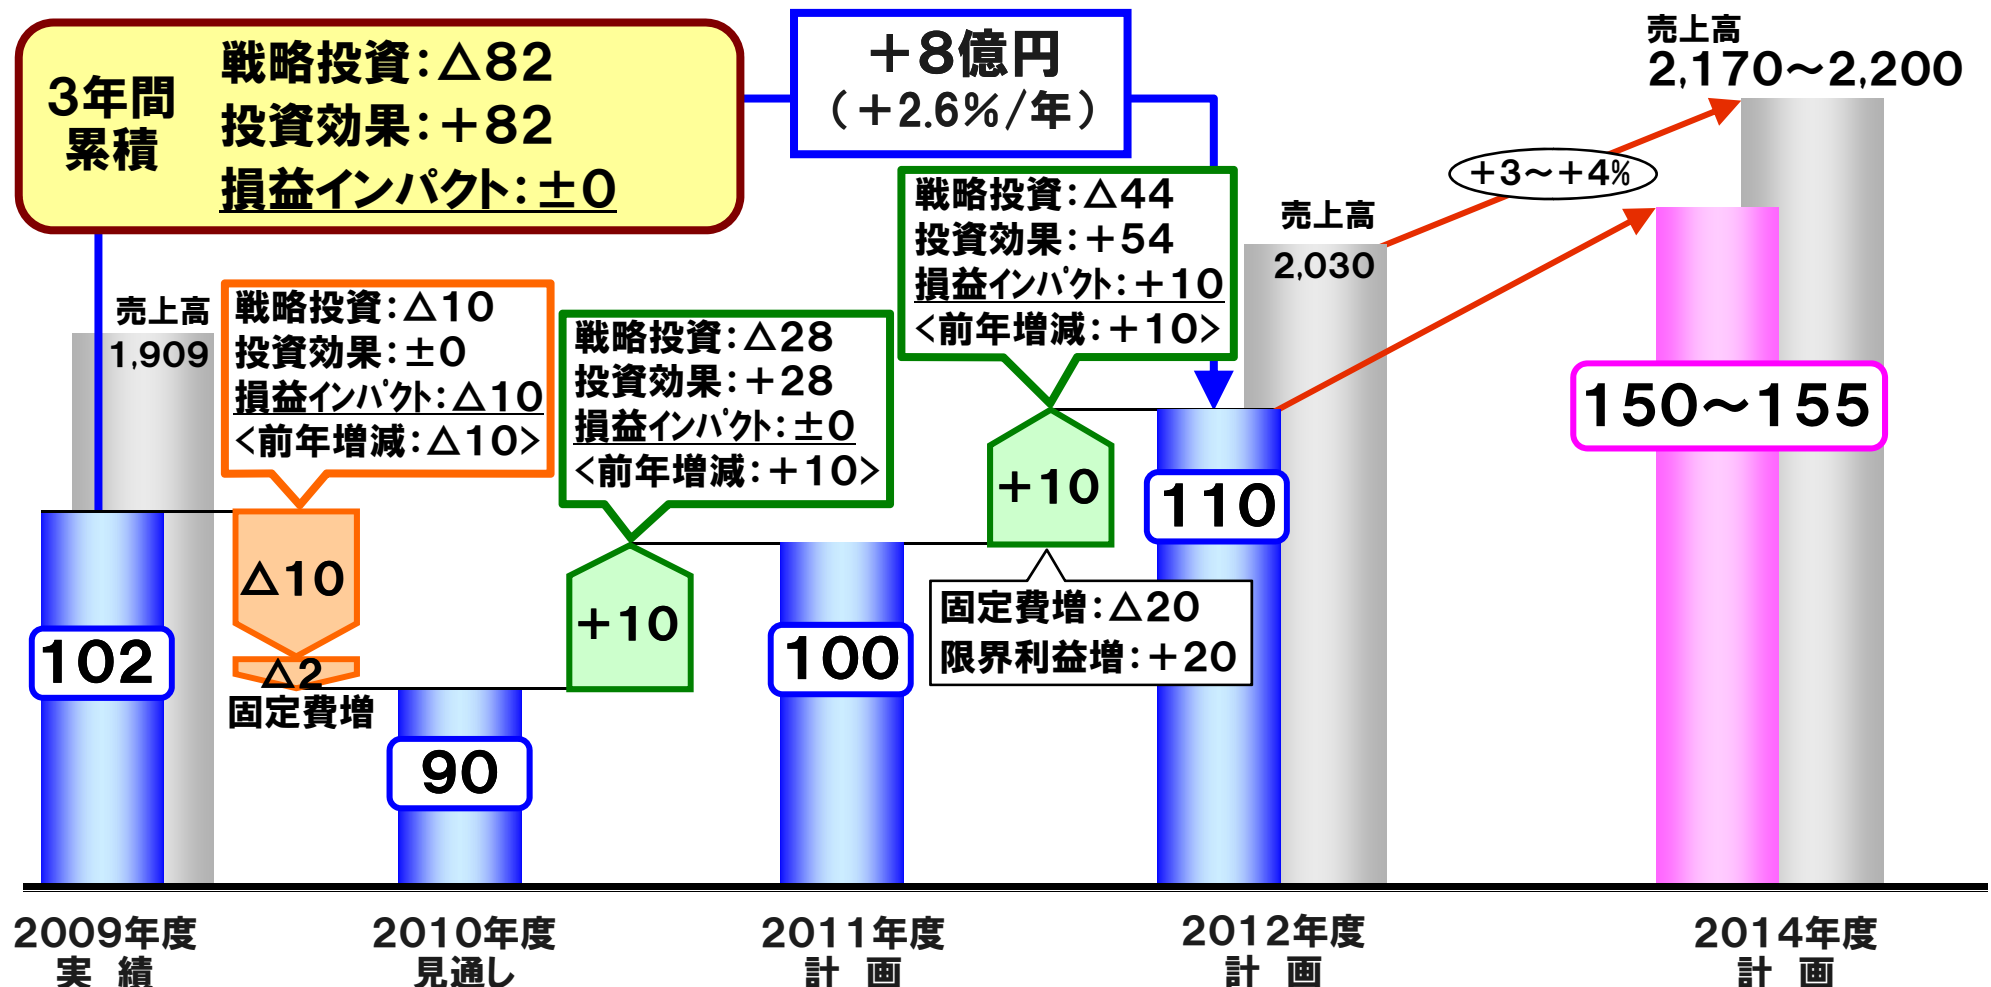 3年間
累積
戦略投資：△82
投資効果：＋82
損益インパクト：±0
＋8億円
（＋2.6％/年）
売上高
2,170～2,200
＋3～＋4％
売上高
1,909
戦略投資：△10
投資効果：±0
損益インパクト：△10
<前年増減：△10>
戦略投資：△28
投資効果：＋28
損益インパクト：±0
<前年増減：＋10>
戦略投資：△44
投資効果：＋54
損益インパクト：＋10
<前年増減：＋10>
売上高
2,030
150～155
△10
△2
固定費増
＋10
＋10
固定費増：△20
限界利益増：＋20
102
90
100
110
2009年度
実 績
2010年度
見通し
2011年度
計 画
2012年度
計 画
2014年度
計 画